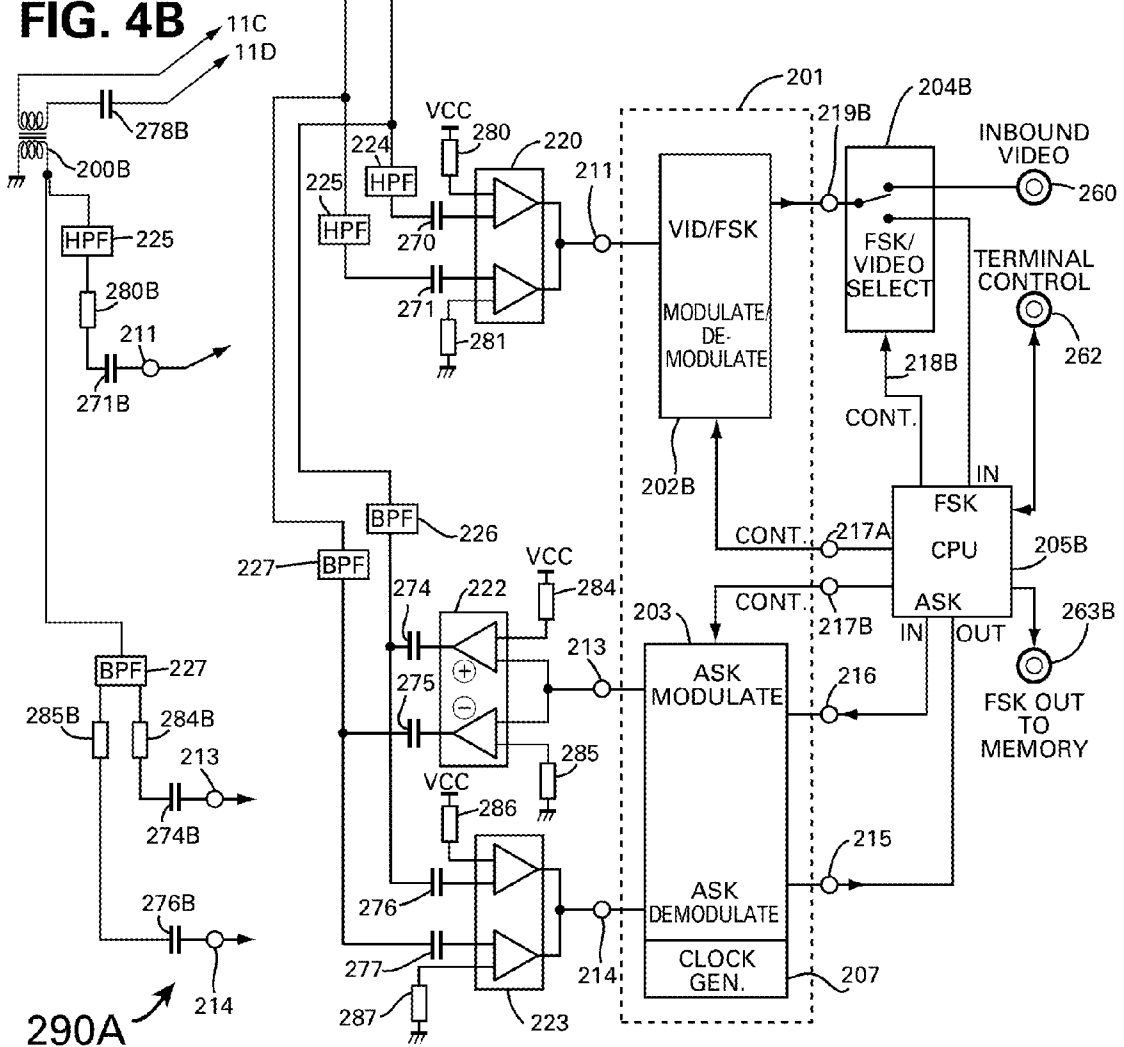 FIG. 4B
11C
11D
278B
200B
HPF
225
280B
211
271B
VCC
280
224
HPF
225
HPF
220
270
271
281
211
201
VID/FSK
MODULATE/
DE-
MODULATE
202B
219B
204B
FSK/
VIDEO
SELECT
INBOUND
VIDEO
260
TERMINAL
CONTROL
262
218B
CONT.
IN
FSK
CPU
ASK
205B
IN
OUT
CONT.
217A
CONT.
217B
263B
FSK OUT
TO
MEMORY
BPF
226
227
BPF
274
222
VCC
284
+
−
275
213
285
203
ASK
MODULATE
216
215
ASK
DEMODULATE
CLOCK
GEN.
207
VCC
286
276
277
287
223
214
BPF
227
285B
284B
213
274B
276B
214
290A